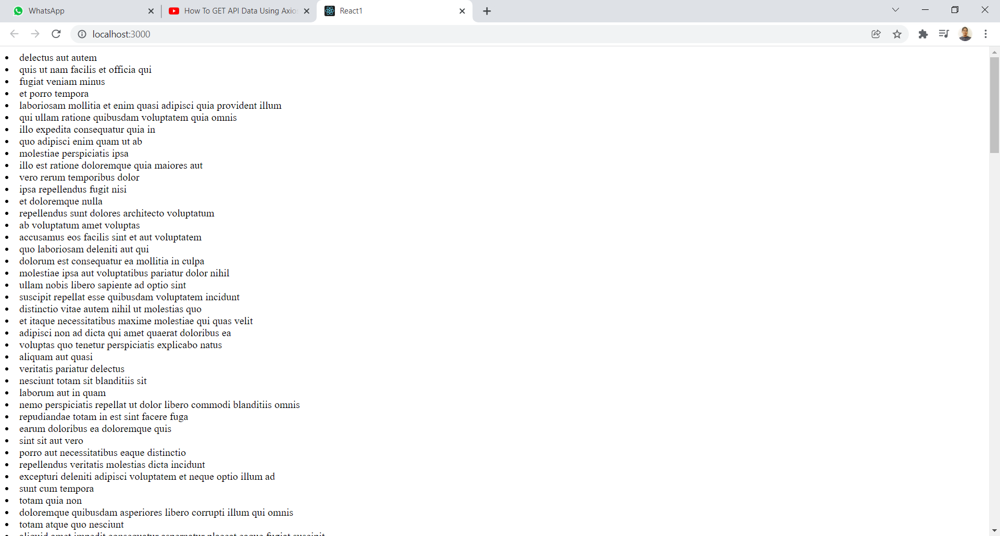 WhatsApp
How To GET API Data Using Axio
React1
localhost:3000
delectus aut autem
quis ut nam facilis et officia qui
fugiat veniam minus
et porro tempora
laboriosam mollitia et enim quasi adipisci quia provident illum
qui ullam ratione quibusdam voluptatem quia omnis
illo expedita consequatur quia in
quo adipisci enim quam ut ab
molestiae perspiciatis ipsa
illo est ratione doloremque quia maiores aut
vero rerum temporibus dolor
ipsa repellendus fugit nisi
et doloremque nulla
repellendus sunt dolores architecto voluptatum
ab voluptatum amet voluptas
accusamus eos facilis sint et aut voluptatem
quo laboriosam deleniti aut qui
dolorum est consequatur ea mollitia in culpa
molestiae ipsa aut voluptatibus pariatur dolor nihil
ullam nobis libero sapiente ad optio sint
suscipit repellat esse quibusdam voluptatem incidunt
distinctio vitae autem nihil ut molestias quo
et itaque necessitatibus maxime molestiae qui quas velit
adipisci non ad dicta qui amet quaerat doloribus ea
voluptas quo tenetur perspiciatis explicabo natus
aliquam aut quasi
veritatis pariatur delectus
nesciunt totam sit blanditiis sit
laborum aut in quam
nemo perspiciatis repellat ut dolor libero commodi blanditiis omnis
repudiandae totam in est sint facere fuga
earum doloribus ea doloremque quis
sint sit aut vero
porro aut necessitatibus eaque distinctio
repellendus veritatis molestias dicta incidunt
excepturi deleniti adipisci voluptatem et neque optio illum ad
sunt cum tempora
totam quia non
doloremque quibusdam asperiores libero corrupti illum qui omnis
totam atque quo nesciunt
aliquid amet impedit consequatur aspernatur placeat eaque fugiat suscipit